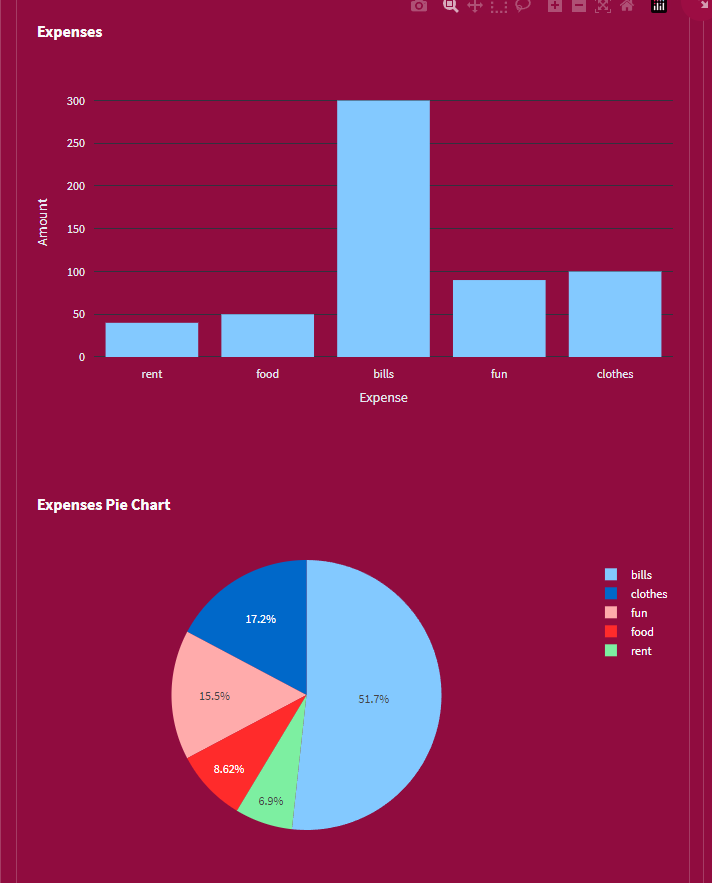 Expenses
300
250
200
150
100
50
0
Amount
rent food bills fun clothes
Expense
Expenses Pie Chart
bills
clothes
fun
food
rent
17.2%
51.7%
15.5%
8.62%
6.9%